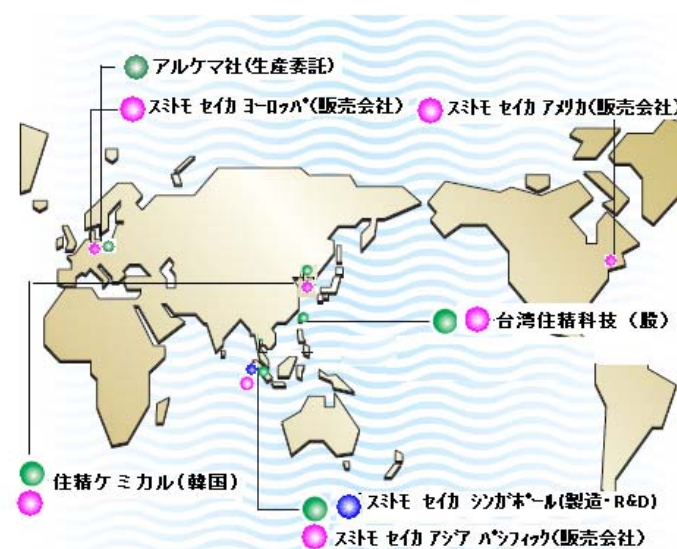 アルケマ社(生産委託)
スミトモ セイカ ヨーロッパ(販売会社)
スミトモ セイカ アメリカ(販売会社)
台湾住精科技（股）
住精ケミカル(韓国)
スミトモ セイカ シンガポール(製造・R&D)
スミトモ セイカ アジア パシフィック(販売会社)